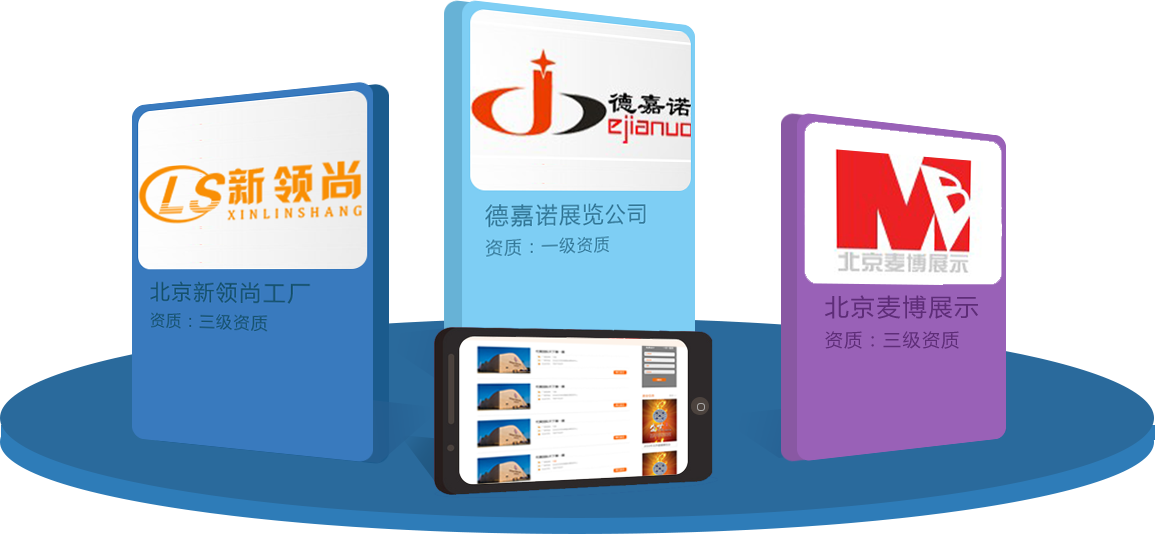 LS新领尚
XINLINSHANG
北京新领尚工厂
资质：三级资质
德嘉诺
ejianuo
德嘉诺展览公司
资质：一级资质
MB
北京麦博展示
北京麦博展示
资质：三级资质